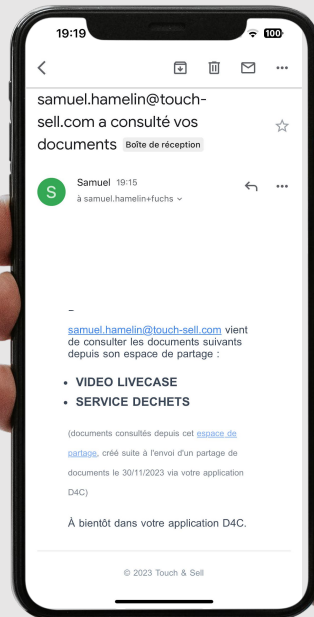 19:19
100
samuel.hamelin@touch-
sell.com a consulté vos
documents Boîte de réception
S
Samuel 19:15
à samuel.hamelin+fuchs
–
samuel.hamelin@touch-sell.com vient
de consulter les documents suivants
depuis son espace de partage :
• VIDEO LIVECASE
• SERVICE DECHETS
(documents consultés depuis cet espace de
partage, créé suite à l'envoi d'un partage de
documents le 30/11/2023 via votre application
D4C)
À bientôt dans votre application D4C.
© 2023 Touch & Sell